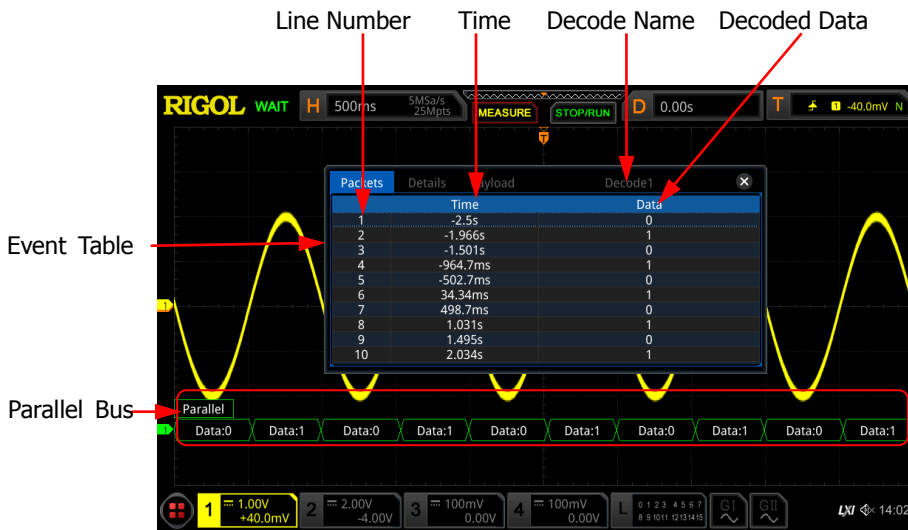 Line Number Time Decode Name Decoded Data
RIGOL WAIT H 500ms 5MSa/s 25Mpts MEASURE STOP/RUN D 0.00s T 1 -40.0mV N
T
Packets Details Payload Decode1
Time Data
1 -2.5s 0
2 -1.966s 1
Event Table
3 -1.501s 0
4 -964.7ms 1
5 -502.7ms 0
6 34.34ms 1
7 498.7ms 0
8 1.031s 1
9 1.495s 0
10 2.034s 1
1
Parallel Bus
Parallel
1 Data:0 Data:1 Data:0 Data:1 Data:0 Data:1 Data:0 Data:1 Data:0 Data:1
1 1.00V +40.0mV 2 2.00V -4.00V 3 100mV 0.00V 4 100mV 0.00V L 0 1 2 3 4 5 6 7 8 9 10 11 12 13 14 15 GI GII LXI 14:02